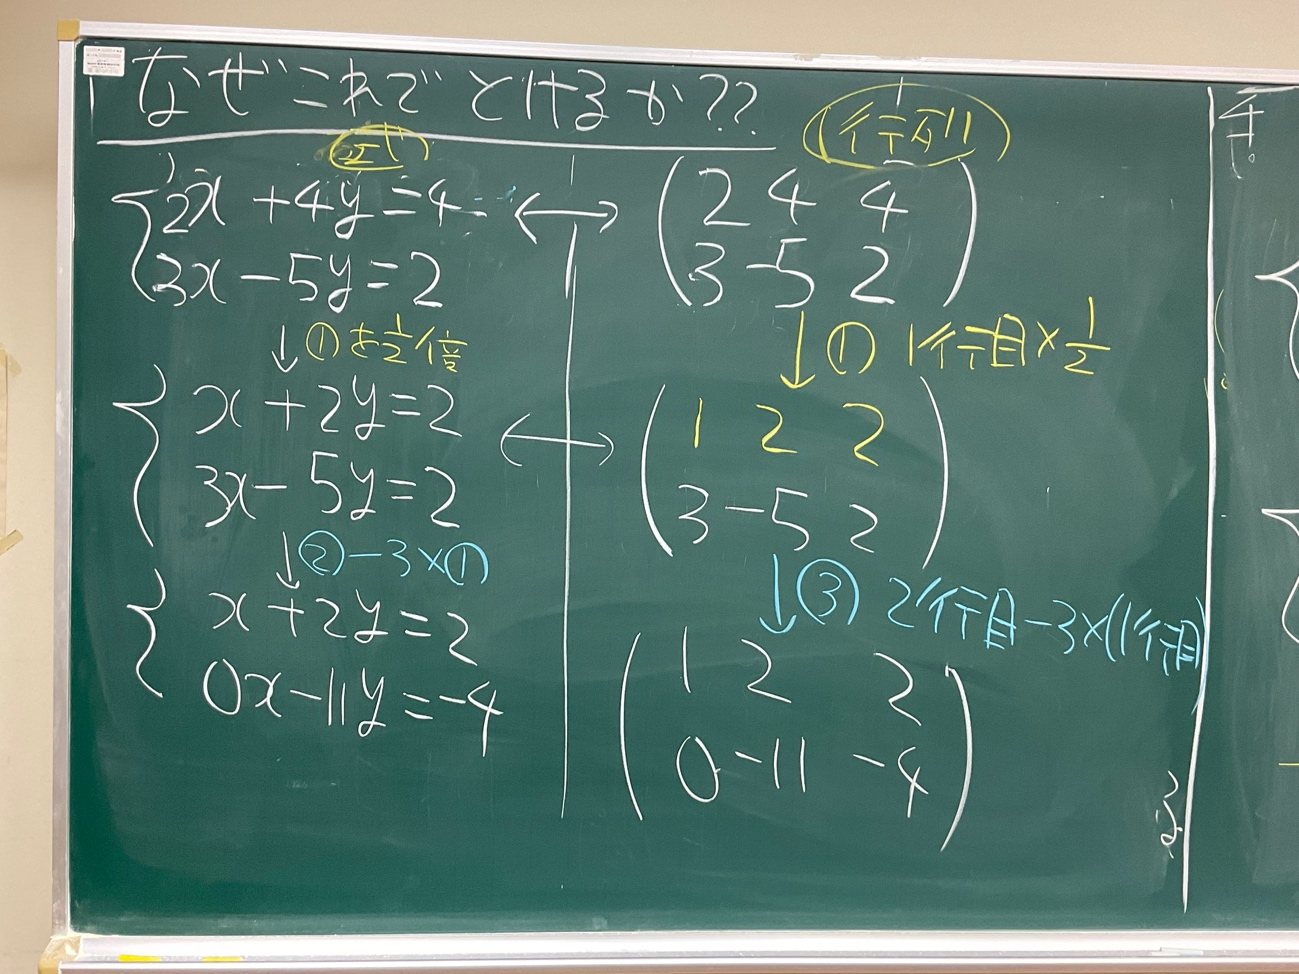 なぜこれでとけるか??
式 行列
2x+4y=4 ↔ (2 4 4
3x-5y=2 3 -5 2)
↓ ①を1/2倍 ↓ ① 1行目×1/2
x+2y=2 ↔ (1 2 2
3x-5y=2 3 -5 2)
↓ ②-3×① ↓ ③ 2行目-3×(1行目)
x+2y=2 (1 2 2
0x-11y=-4 0 -11 -4)